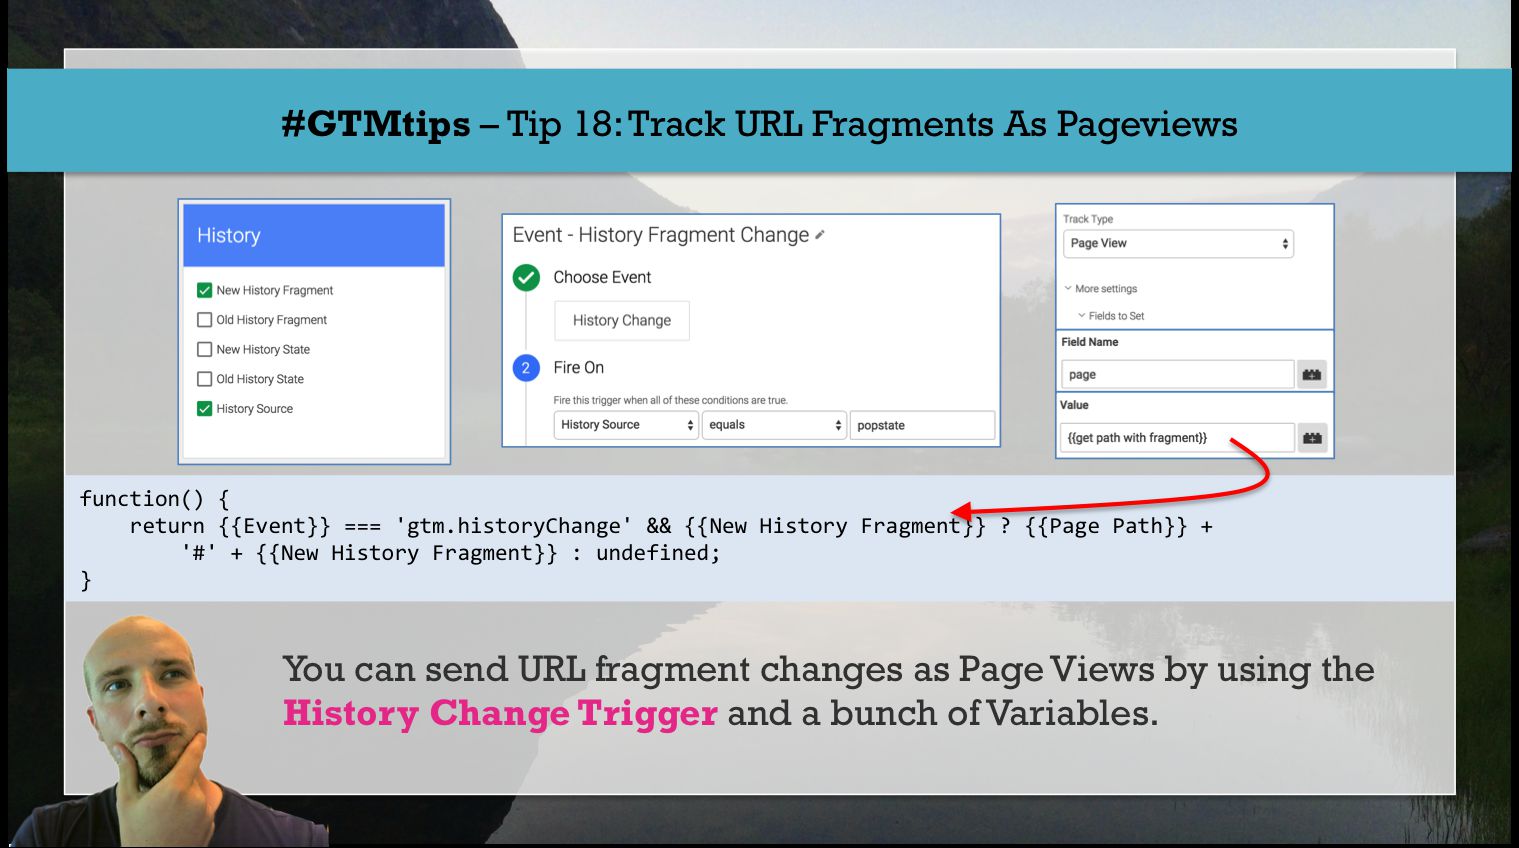 #GTMtips – Tip 18: Track URL Fragments As Pageviews
History
New History Fragment
Old History Fragment
New History State
Old History State
History Source
Event - History Fragment Change
Choose Event
History Change
2
Fire On
Fire this trigger when all of these conditions are true.
History Source equals popstate
Track Type
Page View
More settings
Fields to Set
Field Name
page
Value
{{get path with fragment}}
function() {
    return {{Event}} === 'gtm.historyChange' && {{New History Fragment}} ? {{Page Path}} +
        '#' + {{New History Fragment}} : undefined;
}
You can send URL fragment changes as Page Views by using the
History Change Trigger and a bunch of Variables.